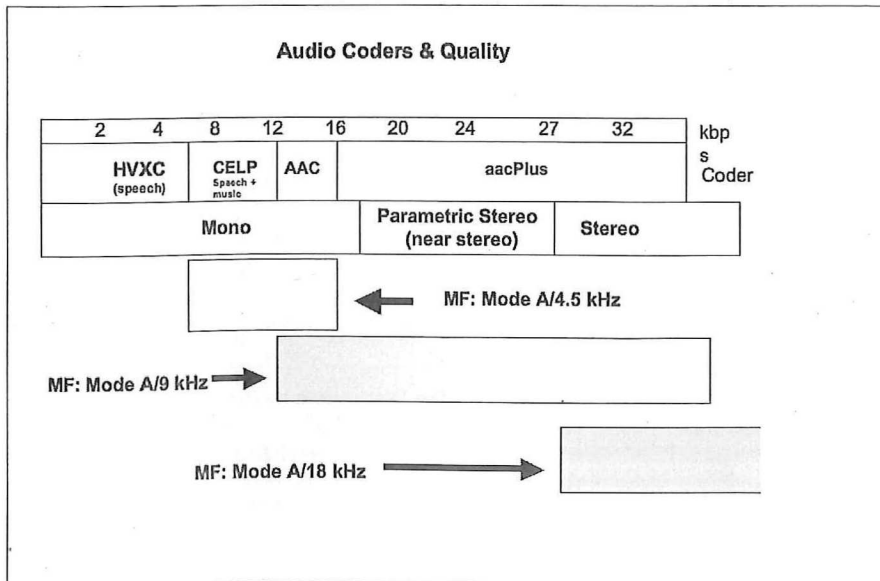 Audio Coders & Quality
2 4 8 12 16 20 24 27 32 kbp
s
HVXC CELP AAC aacPlus Coder
(speech) Speech +
music
Mono Parametric Stereo Stereo
(near stereo)
MF: Mode A/4.5 kHz
MF: Mode A/9 kHz
MF: Mode A/18 kHz